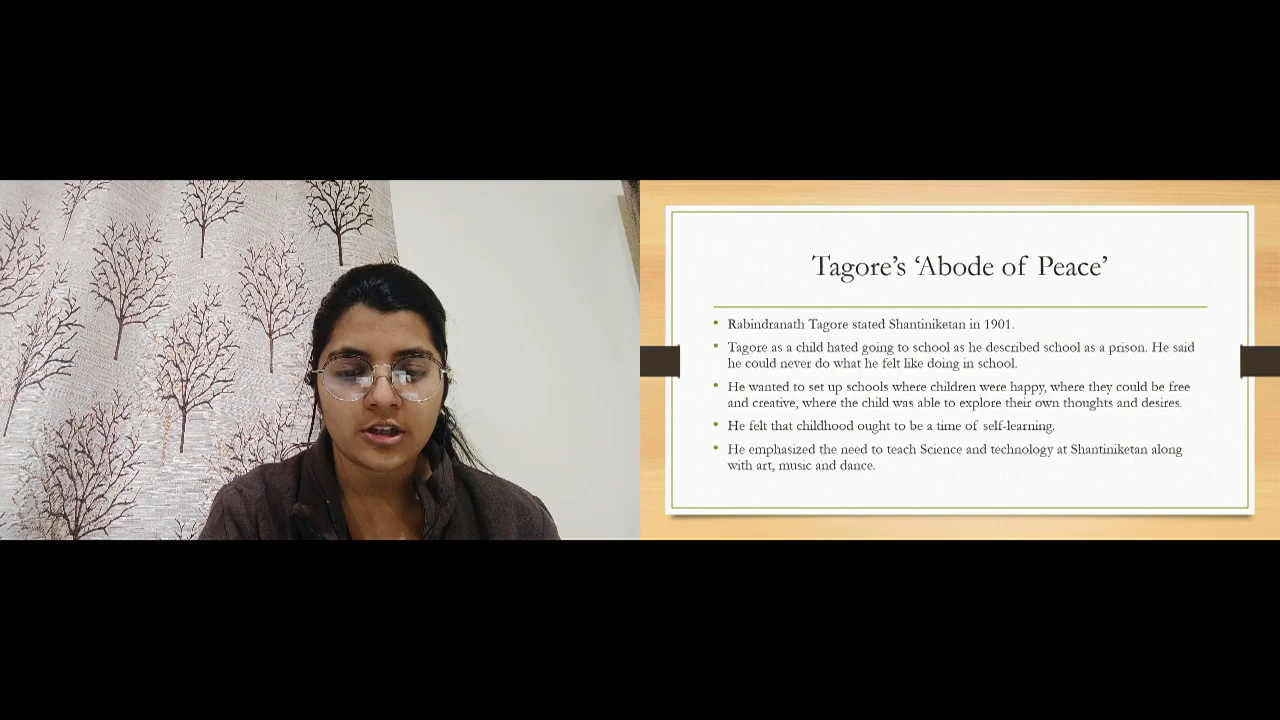 Tagore's 'Abode of Peace'
• Rabindranath Tagore stated Shantiniketan in 1901.
• Tagore as a child hated going to school as he described school as a prison. He said
he could never do what he felt like doing in school.
• He wanted to set up schools where children were happy, where they could be free
and creative, where the child was able to explore their own thoughts and desires.
• He felt that childhood ought to be a time of self-learning.
• He emphasized the need to teach Science and technology at Shantiniketan along
with art, music and dance.